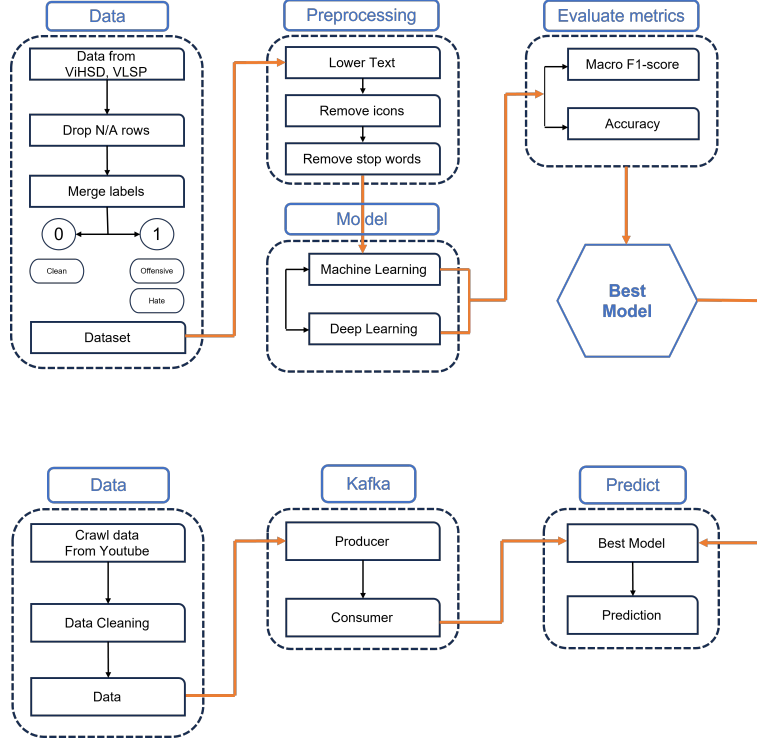 Data
Data from
ViHSD, VLSP
Drop N/A rows
Merge labels
0
1
Clean
Offensive
Hate
Dataset
Preprocessing
Lower Text
Remove icons
Remove stop words
Model
Machine Learning
Deep Learning
Evaluate metrics
Macro F1-score
Accuracy
Best
Model
Data
Crawl data
From Youtube
Data Cleaning
Data
Kafka
Producer
Consumer
Predict
Best Model
Prediction